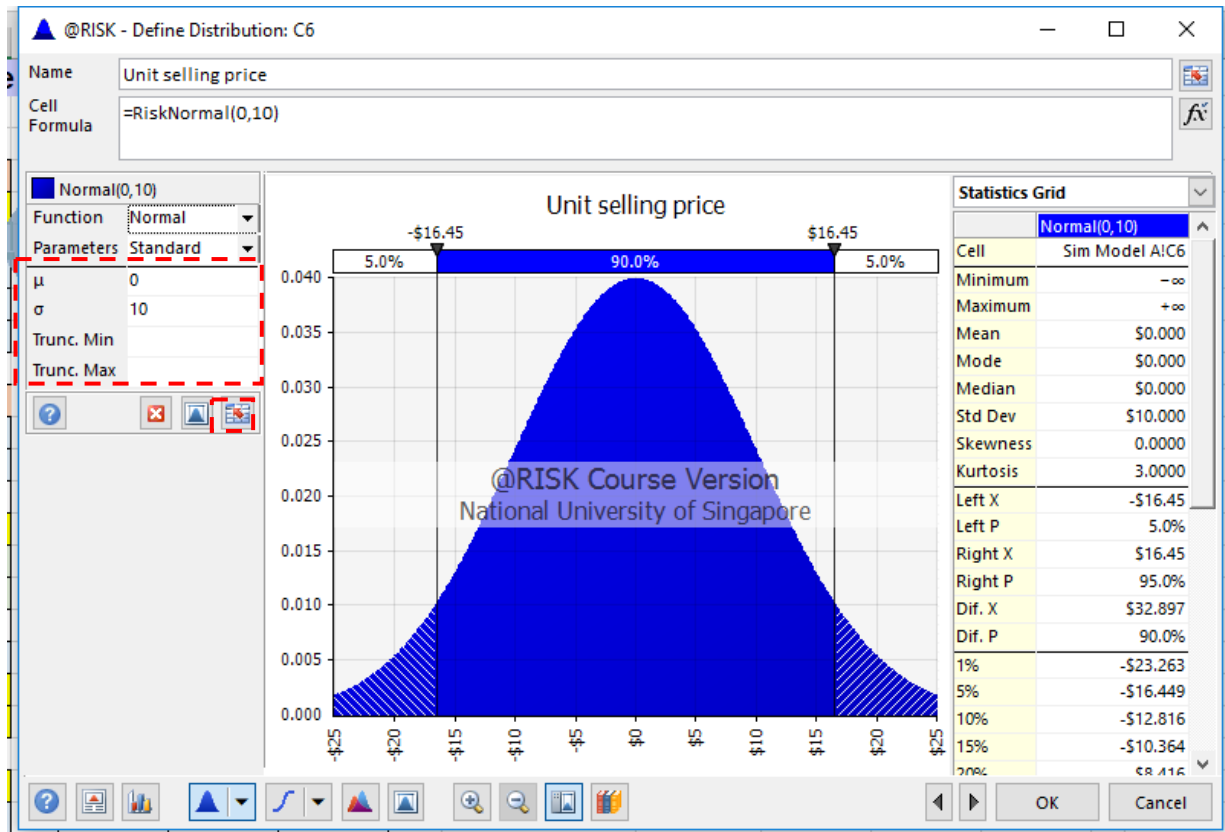 @RISK - Define Distribution: C6
Name
Unit selling price
Cell Formula
=RiskNormal(0,10)
Normal(0,10)
Function Normal
Parameters Standard
μ 0
σ 10
Trunc. Min
Trunc. Max
Unit selling price
-$16.45 $16.45
5.0% 90.0% 5.0%
0.040
0.035
0.030
0.025
0.020
0.015
0.010
0.005
0.000
@RISK Course Version
National University of Singapore
-$25 -$20 -$15 -$10 -$5 -$0 $5 $10 $15 $20 $25
Statistics Grid
Normal(0,10)
Cell Sim Model A!C6
Minimum -∞
Maximum +∞
Mean $0.000
Mode $0.000
Median $0.000
Std Dev $10.000
Skewness 0.0000
Kurtosis 3.0000
Left X -$16.45
Left P 5.0%
Right X $16.45
Right P 95.0%
Dif. X $32.897
Dif. P 90.0%
1% -$23.263
5% -$16.449
10% -$12.816
15% -$10.364
20%
OK Cancel